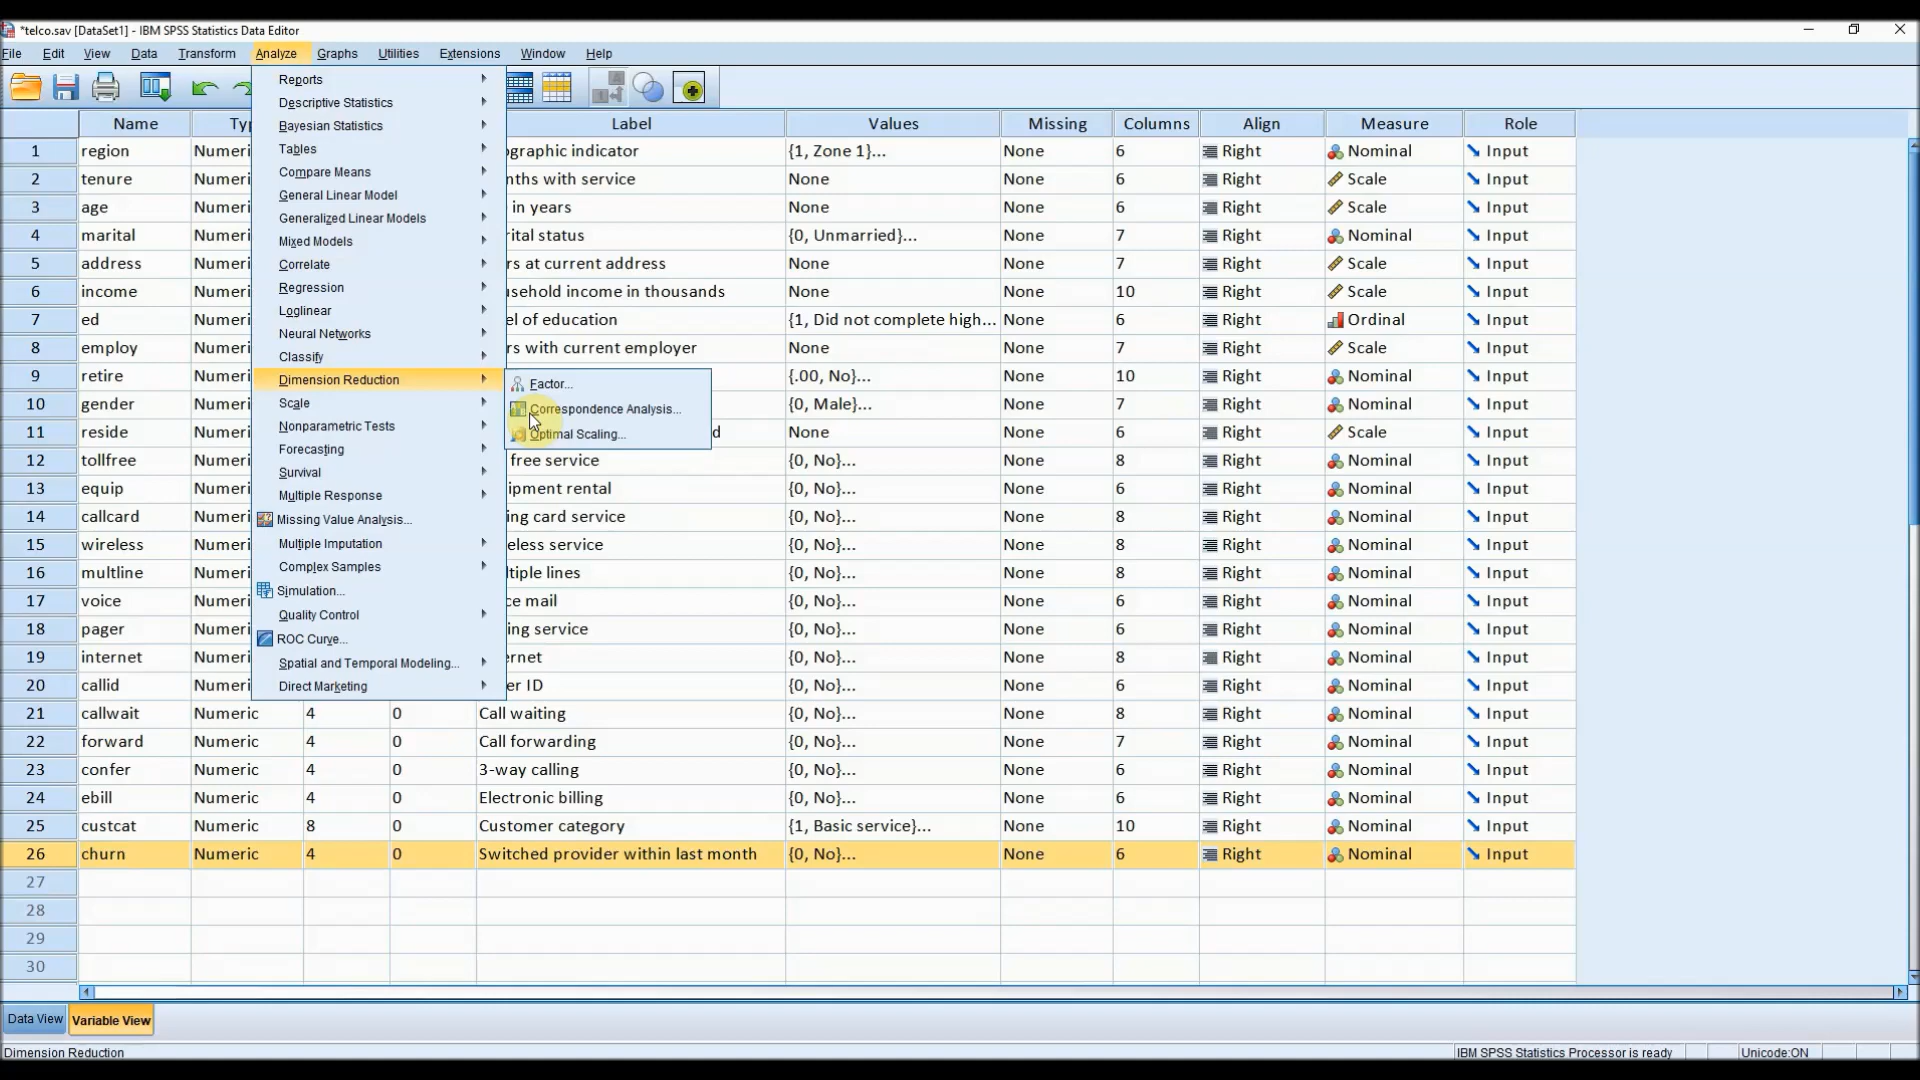 *telco.sav [DataSet1] - IBM SPSS Statistics Data Editor
File Edit View Data Transform Analyze Graphs Utilities Extensions Window Help
Reports
Descriptive Statistics
Bayesian Statistics
Tables
Compare Means
General Linear Model
Generalized Linear Models
Mixed Models
Correlate
Regression
Loglinear
Neural Networks
Classify
Dimension Reduction
Scale
Nonparametric Tests
Forecasting
Survival
Multiple Response
Missing Value Analysis...
Multiple Imputation
Complex Samples
Simulation...
Quality Control
ROC Curve...
Spatial and Temporal Modeling...
Direct Marketing
Factor...
Correspondence Analysis...
Optimal Scaling...
Name Typ Label Values Missing Columns Align Measure Role
1 region Numeri ographic indicator {1, Zone 1}... None 6 Right Nominal Input
2 tenure Numeri nths with service None None 6 Right Scale Input
3 age Numeri in years None None 6 Right Scale Input
4 marital Numeri rital status {0, Unmarried}... None 7 Right Nominal Input
5 address Numeri rs at current address None None 7 Right Scale Input
6 income Numeri usehold income in thousands None None 10 Right Scale Input
7 ed Numeri el of education {1, Did not complete high... None 6 Right Ordinal Input
8 employ Numeri rs with current employer None None 7 Right Scale Input
9 retire Numeri {.00, No}... None 10 Right Nominal Input
10 gender Numeri {0, Male}... None 7 Right Nominal Input
11 reside Numeri d None None 6 Right Scale Input
12 tollfree Numeri free service {0, No}... None 8 Right Nominal Input
13 equip Numeri ipment rental {0, No}... None 6 Right Nominal Input
14 callcard Numeri ing card service {0, No}... None 8 Right Nominal Input
15 wireless Numeri eless service {0, No}... None 8 Right Nominal Input
16 multline Numeri ltiple lines {0, No}... None 8 Right Nominal Input
17 voice Numeri ce mail {0, No}... None 6 Right Nominal Input
18 pager Numeri ing service {0, No}... None 6 Right Nominal Input
19 internet Numeri ernet {0, No}... None 8 Right Nominal Input
20 callid Numeri er ID {0, No}... None 6 Right Nominal Input
21 callwait Numeric 4 0 Call waiting {0, No}... None 8 Right Nominal Input
22 forward Numeric 4 0 Call forwarding {0, No}... None 7 Right Nominal Input
23 confer Numeric 4 0 3-way calling {0, No}... None 6 Right Nominal Input
24 ebill Numeric 4 0 Electronic billing {0, No}... None 6 Right Nominal Input
25 custcat Numeric 8 0 Customer category {1, Basic service}... None 10 Right Nominal Input
26 churn Numeric 4 0 Switched provider within last month {0, No}... None 6 Right Nominal Input
27
28
29
30
Data View Variable View
Dimension Reduction IBM SPSS Statistics Processor is ready Unicode:ON